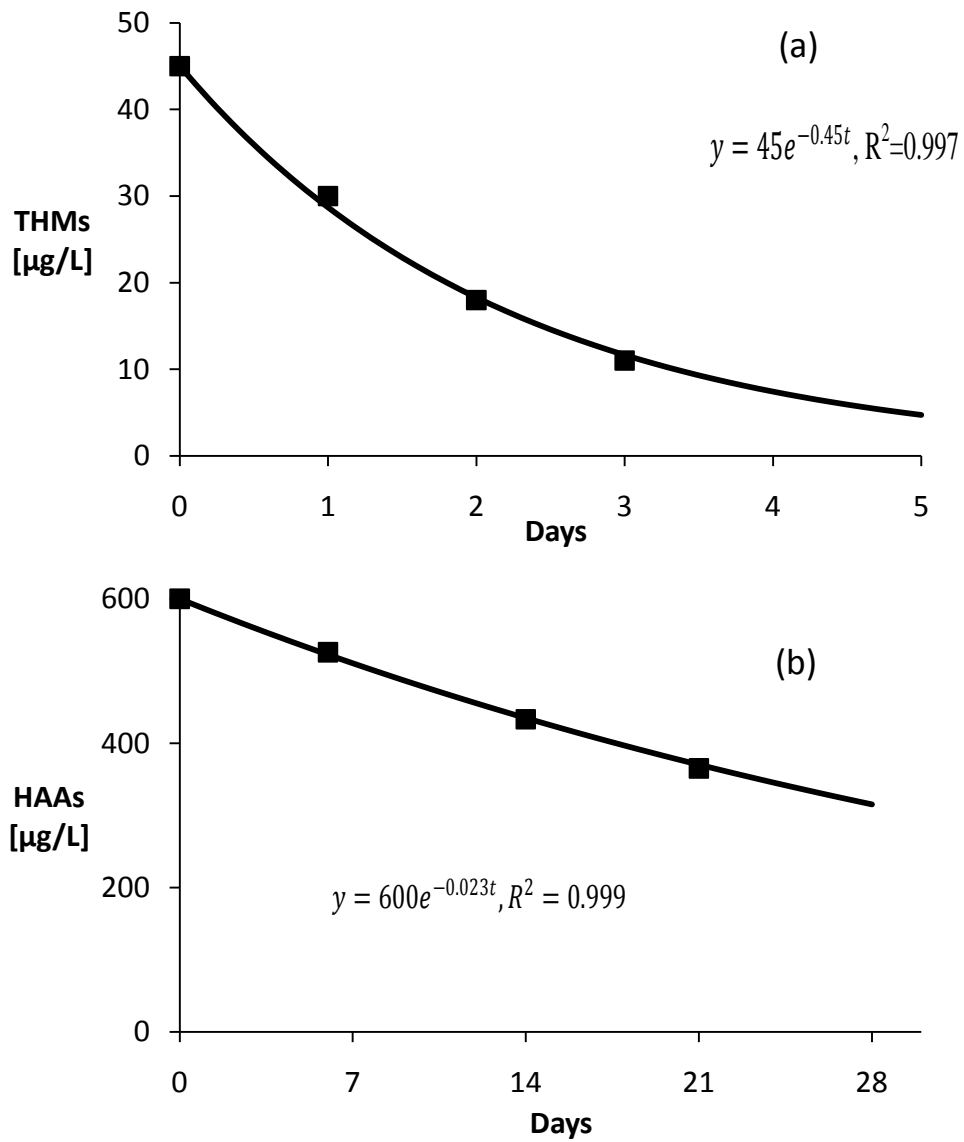 50
(a)
40
y = 45e^{-0.45t}, R²=0.997
30
THMs
[µg/L]
20
10
0
0 1 2 3 4 5
Days
600
(b)
400
HAAs
[µg/L]
200
y = 600e^{-0.023t}, R² = 0.999
0
0 7 14 21 28
Days